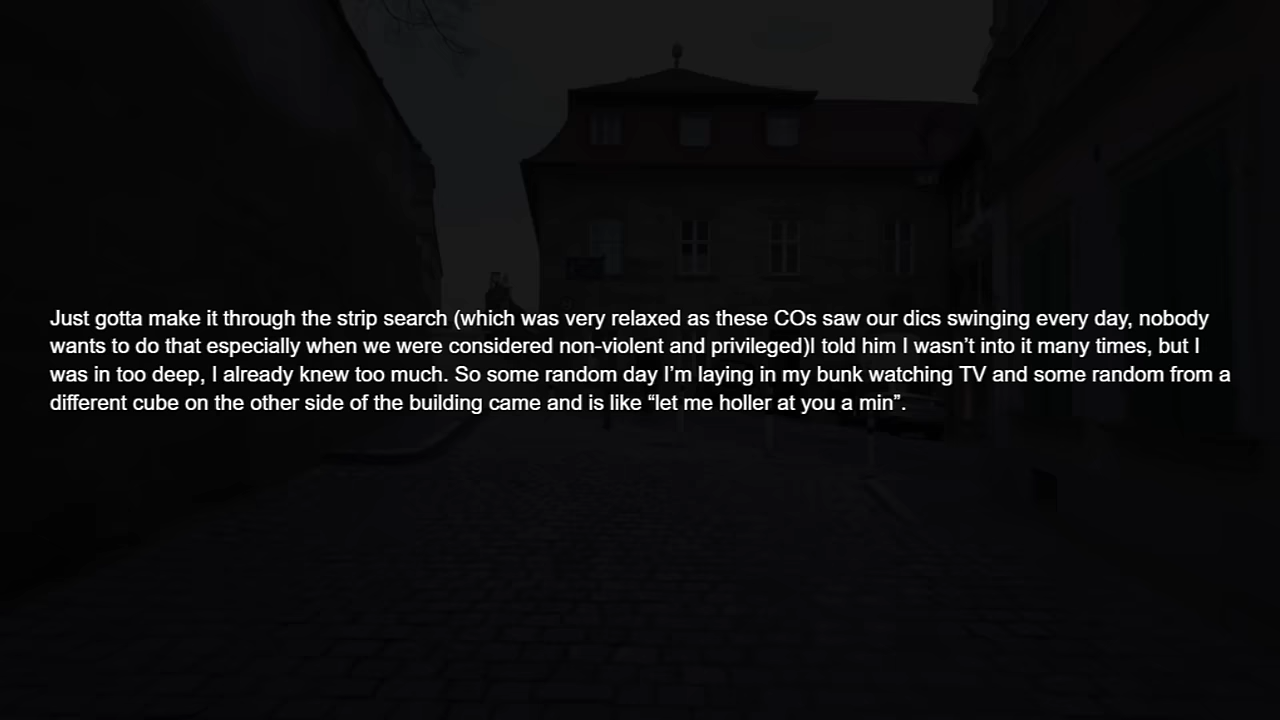 Just gotta make it through the strip search (which was very relaxed as these COs saw our dics swinging every day, nobody
wants to do that especially when we were considered non-violent and privileged)I told him I wasn’t into it many times, but I
was in too deep, I already knew too much. So some random day I’m laying in my bunk watching TV and some random from a
different cube on the other side of the building came and is like “let me holler at you a min”.